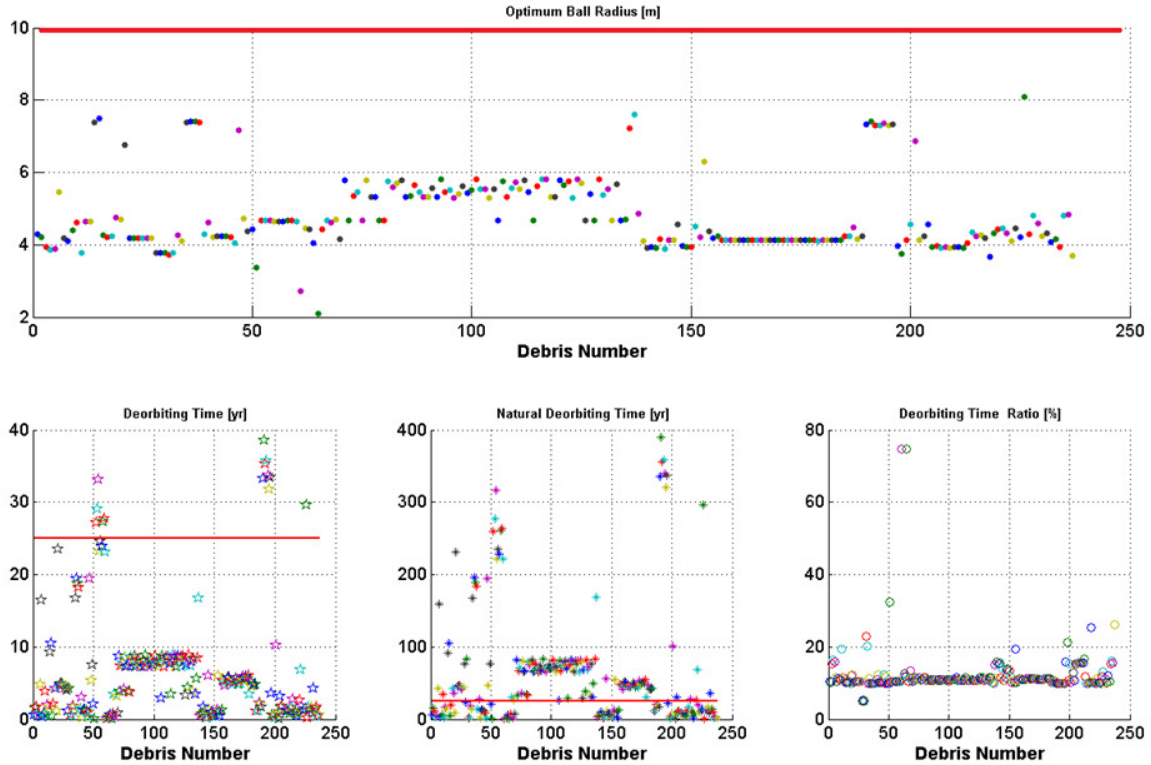 Optimum Ball Radius [m]
10
8
6
4
2
0 50 100 150 200 250
Debris Number
Deorbiting Time [yr] Natural Deorbiting Time [yr] Deorbiting Time Ratio [%]
40 400 80
30 300 60
20 200 40
10 100 20
0 0 0
0 50 100 150 200 250 0 50 100 150 200 250 0 50 100 150 200 250
Debris Number Debris Number Debris Number